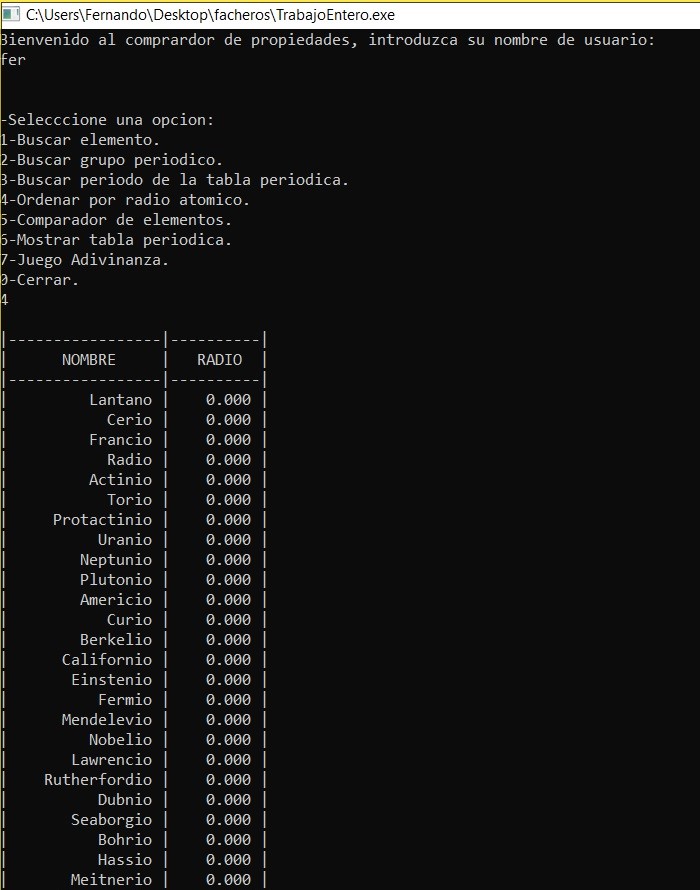 C:\Users\Fernando\Desktop\facheros\TrabajoEntero.exe
Bienvenido al comprardor de propiedades, introduzca su nombre de usuario:
fer
-Selecccione una opcion:
1-Buscar elemento.
2-Buscar grupo periodico.
3-Buscar periodo de la tabla periodica.
4-Ordenar por radio atomico.
5-Comparador de elementos.
6-Mostrar tabla periodica.
7-Juego Adivinanza.
0-Cerrar.
4
|-----------------|----------|
| NOMBRE | RADIO |
|-----------------|----------|
| Lantano | 0.000 |
| Cerio | 0.000 |
| Francio | 0.000 |
| Radio | 0.000 |
| Actinio | 0.000 |
| Torio | 0.000 |
| Protactinio | 0.000 |
| Uranio | 0.000 |
| Neptunio | 0.000 |
| Plutonio | 0.000 |
| Americio | 0.000 |
| Curio | 0.000 |
| Berkelio | 0.000 |
| Californio | 0.000 |
| Einstenio | 0.000 |
| Fermio | 0.000 |
| Mendelevio | 0.000 |
| Nobelio | 0.000 |
| Lawrencio | 0.000 |
| Rutherfordio | 0.000 |
| Dubnio | 0.000 |
| Seaborgio | 0.000 |
| Bohrio | 0.000 |
| Hassio | 0.000 |
| Meitnerio | 0.000 |